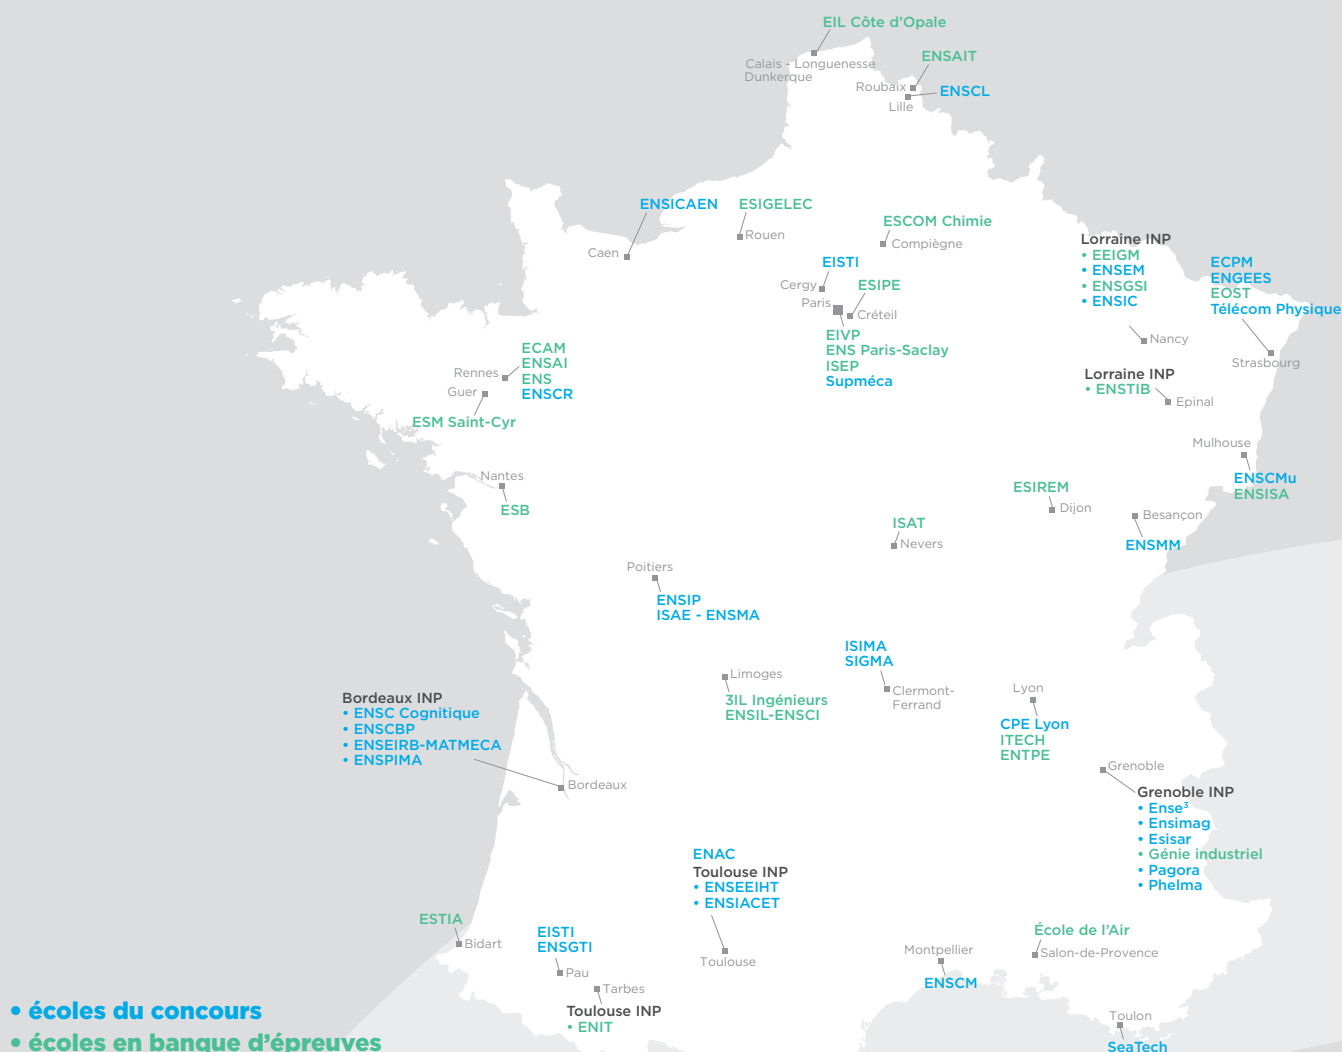 EIL Côte d'Opale
Calais - Longuenesse
Dunkerque
ENSAIT
Roubaix
ENSCL
Lille
ENSICAEN
Caen
ESIGELEC
Rouen
ESCOM Chimie
Compiègne
EISTI
Cergy
ESIPE
Paris
Créteil
EIVP
ENS Paris-Saclay
ISEP
Supméca
Lorraine INP
• EEIGM
• ENSEM
• ENSGSI
• ENSIC
Nancy
ECPM
ENGEES
EOST
Télécom Physique
Strasbourg
Lorraine INP
• ENSTIB
Epinal
ECAM
ENSAI
ENS
ENSCR
Rennes
Guer
ESM Saint-Cyr
Nantes
ESB
Mulhouse
ENSCMu
ENSISA
ESIREM
Dijon
Besançon
ENSMM
ISAT
Nevers
Poitiers
ENSIP
ISAE - ENSMA
Limoges
3IL Ingénieurs
ENSIL-ENSCI
ISIMA
SIGMA
Clermont-
Ferrand
Lyon
CPE Lyon
ITECH
ENTPE
Bordeaux INP
• ENSC Cognitique
• ENSCBP
• ENSEIRB-MATMECA
• ENSPIMA
Bordeaux
Grenoble
Grenoble INP
• Ense³
• Ensimag
• Esisar
• Génie industriel
• Pagora
• Phelma
ENAC
Toulouse INP
• ENSEEIHT
• ENSIACET
Toulouse
ESTIA
Bidart
EISTI
ENSGTI
Pau
Tarbes
Toulouse INP
• ENIT
Montpellier
ENSCM
École de l'Air
Salon-de-Provence
Toulon
SeaTech
• écoles du concours
• écoles en banque d'épreuves